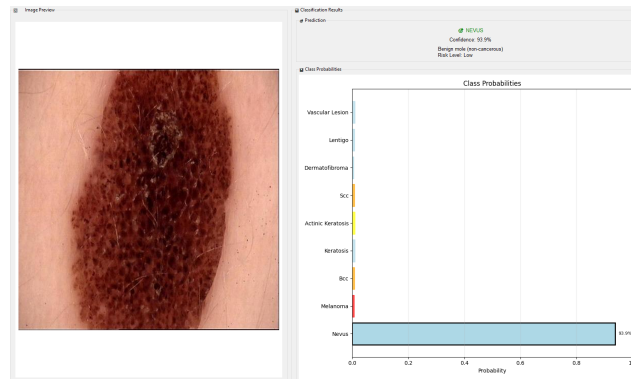 Image Preview
Classification Results
Prediction
NEVUS
Confidence: 93.9%
Benign mole (non-cancerous)
Risk Level: Low
Class Probabilities
Class Probabilities
Vascular Lesion
Lentigo
Dermatofibroma
Scc
Actinic Keratosis
Keratosis
Bcc
Melanoma
Nevus
93.9%
0.0 0.2 0.4 0.6 0.8 1
Probability